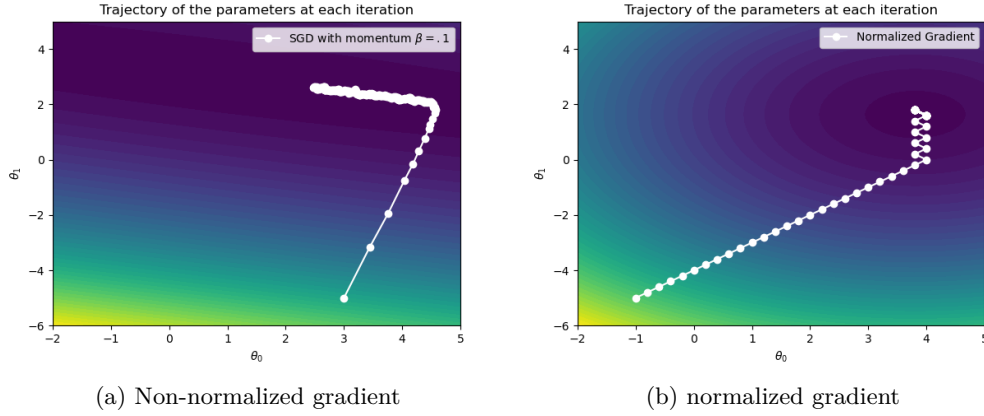 Trajectory of the parameters at each iteration
SGD with momentum β = .1
4
2
0
−2
−4
−6
θ₁
−2
−1
0
1
2
3
4
5
θ₀
(a) Non-normalized gradient
Trajectory of the parameters at each iteration
Normalized Gradient
4
2
0
−2
−4
−6
θ₁
−2
−1
0
1
2
3
4
5
θ₀
(b) normalized gradient